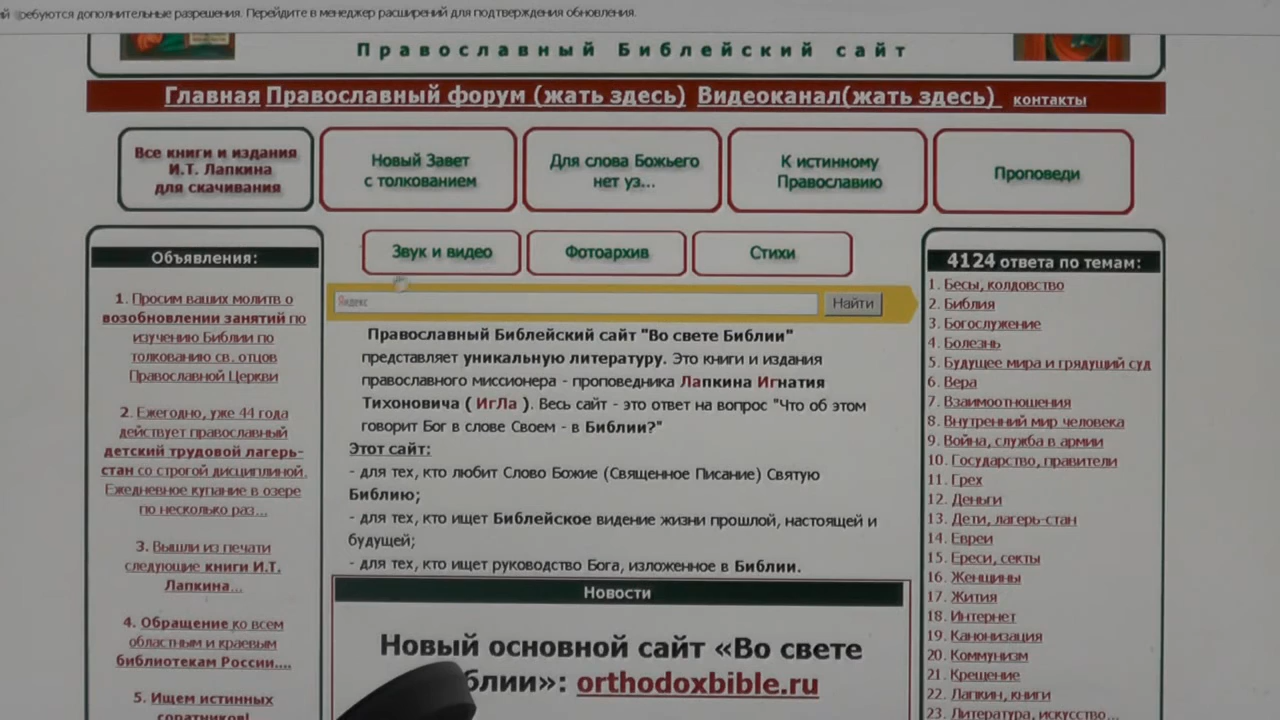 требуются дополнительные разрешения. Перейдите в менеджер расширений для подтверждения обновления.
Православный Библейский сайт
Главная Православный форум (жать здесь) Видеоканал(жать здесь) контакты
Все книги и издания
И.Т. Лапкина
для скачивания
Новый Завет
с толкованием
Для слова Божьего
нет уз...
К истинному
Православию
Проповеди
Звук и видео
Фотоархив
Стихи
Объявления:
1. Просим ваших молитв о
возобновлении занятий по
изучению Библии по
толкованию св. отцов
Православной Церкви
2. Ежегодно, уже 44 года
действует православный
детский трудовой лагерь-
стан со строгой дисциплиной.
Ежедневное купание в озере
по несколько раз...
3. Вышли из печати
следующие книги И.Т.
Лапкина...
4. Обращение ко всем
областным и краевым
библиотекам России....
5. Ищем истинных
соратников!
Яндекс
Найти
Православный Библейский сайт "Во свете Библии"
представляет уникальную литературу. Это книги и издания
православного миссионера - проповедника Лапкина Игнатия
Тихоновича ( ИгЛа ). Весь сайт - это ответ на вопрос "Что об этом
говорит Бог в слове Своем - в Библии?"
Этот сайт:
- для тех, кто любит Слово Божие (Священное Писание) Святую
Библию;
- для тех, кто ищет Библейское видение жизни прошлой, настоящей и
будущей;
- для тех, кто ищет руководство Бога, изложенное в Библии.
Новости
Новый основной сайт «Во свете
блии»: orthodoxbible.ru
4124 ответа по темам:
1. Бесы, колдовство
2. Библия
3. Богослужение
4. Болезнь
5. Будущее мира и грядущий суд
6. Вера
7. Взаимоотношения
8. Внутренний мир человека
9. Война, служба в армии
10. Государство, правители
11. Грех
12. Деньги
13. Дети, лагерь-стан
14. Евреи
15. Ереси, секты
16. Женщины
17. Жития
18. Интернет
19. Канонизация
20. Коммунизм
21. Крещение
22. Лапкин, книги
23. Литература, искусство...